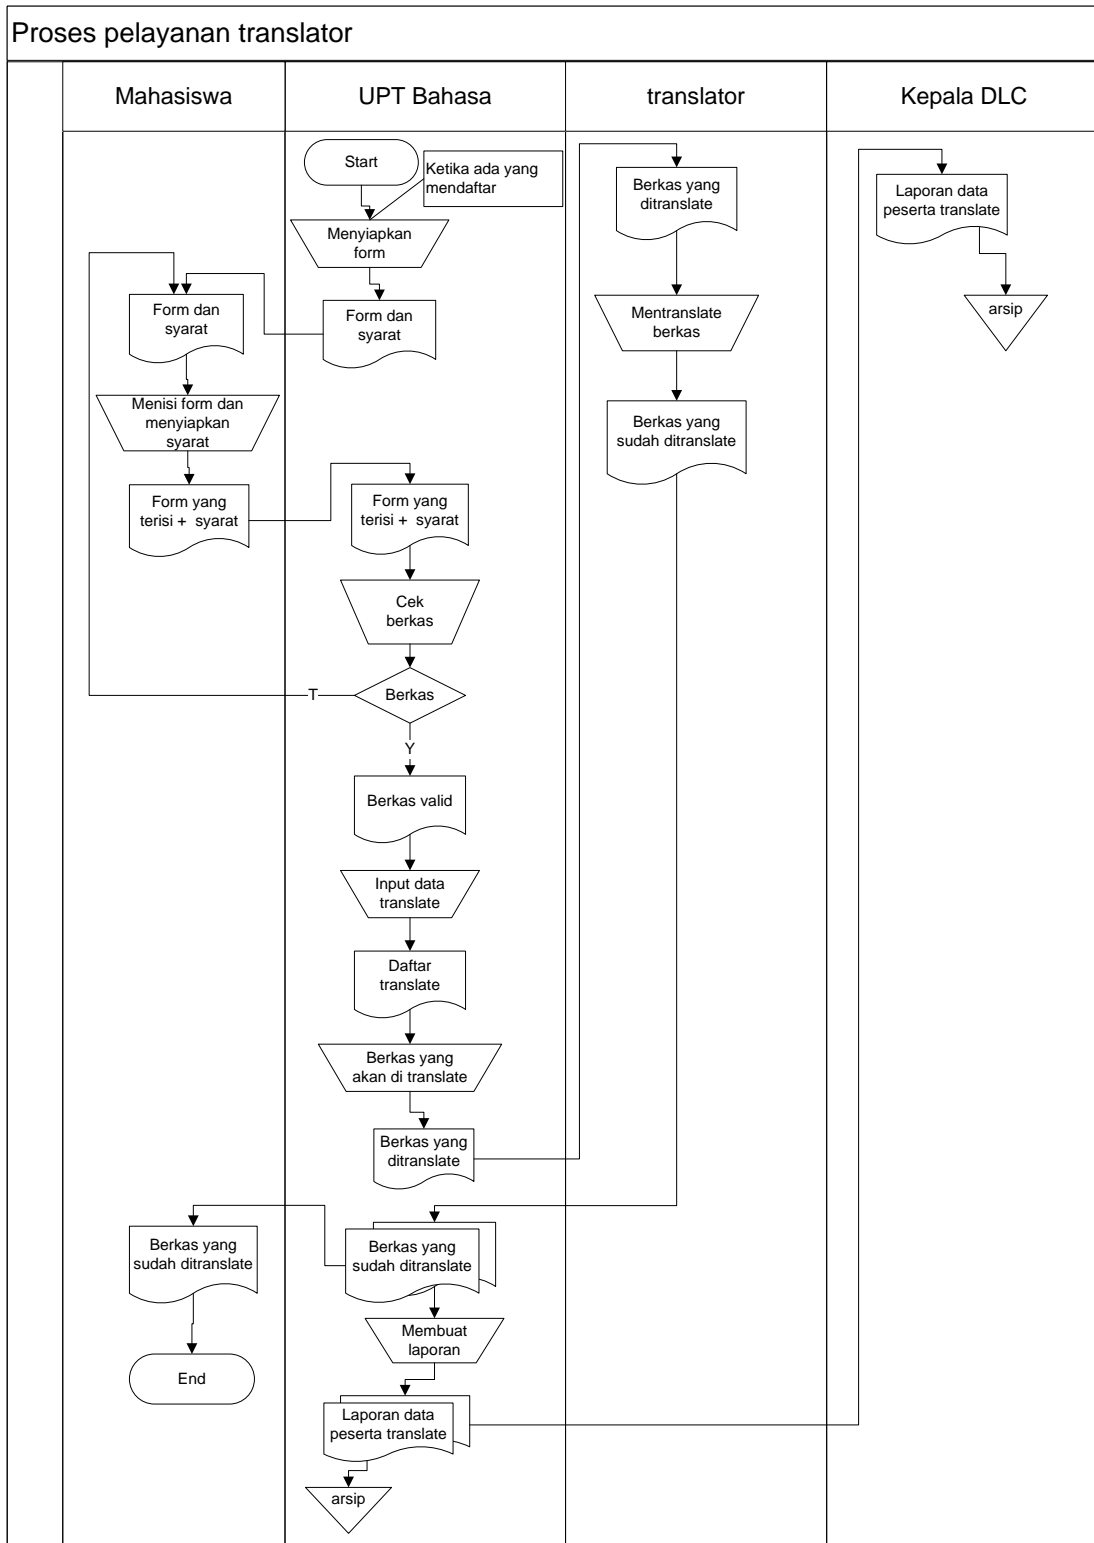 Proses pelayanan translator
Mahasiswa
UPT Bahasa
translator
Kepala DLC
Start
Ketika ada yang
mendaftar
Menyiapkan
form
Form dan
syarat
Form dan
syarat
Menisi form dan
menyiapkan
syarat
Form yang
terisi + syarat
Form yang
terisi + syarat
Cek
berkas
Berkas
T
Y
Berkas valid
Input data
translate
Daftar
translate
Berkas yang
akan di translate
Berkas yang
ditranslate
Berkas yang
ditranslate
Mentranslate
berkas
Berkas yang
sudah ditranslate
Berkas yang
sudah ditranslate
Berkas yang
sudah ditranslate
End
Membuat
laporan
Laporan data
peserta translate
arsip
Laporan data
peserta translate
arsip